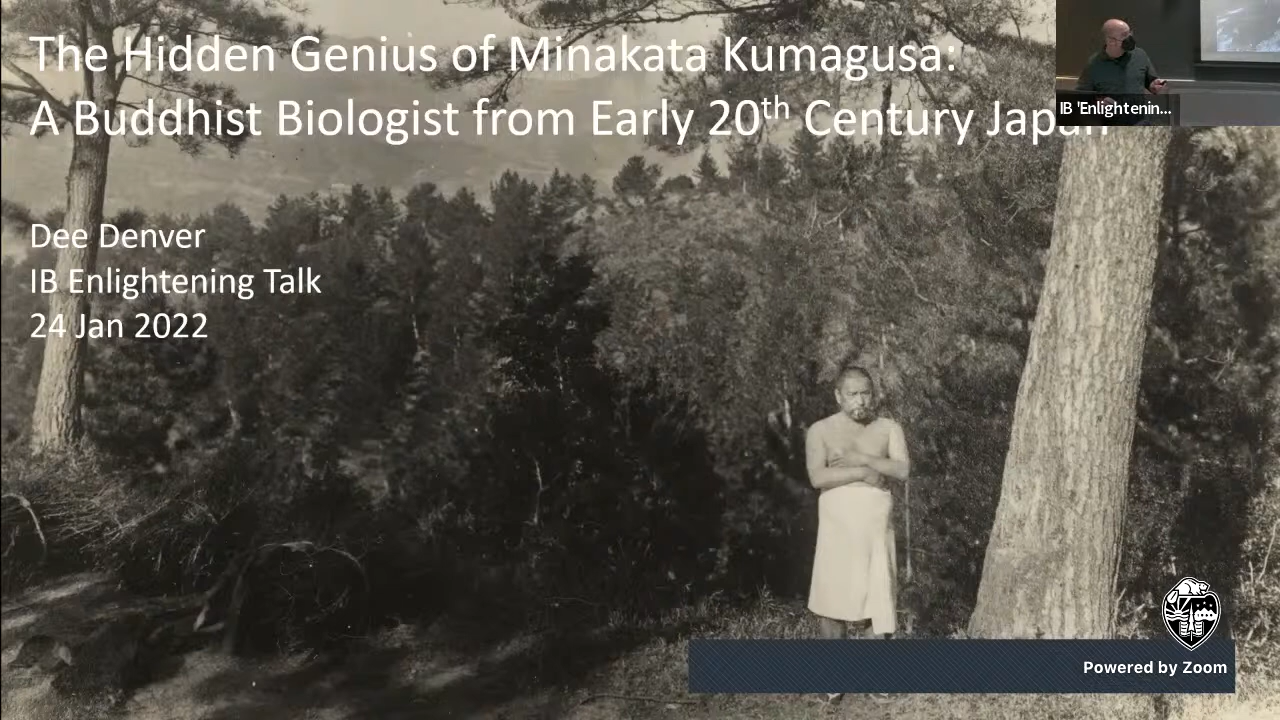 The Hidden Genius of Minakata Kumagusa:
A Buddhist Biologist from Early 20th Century Japan
Dee Denver
IB Enlightening Talk
24 Jan 2022
IB 'Enlightenin...
Powered by Zoom